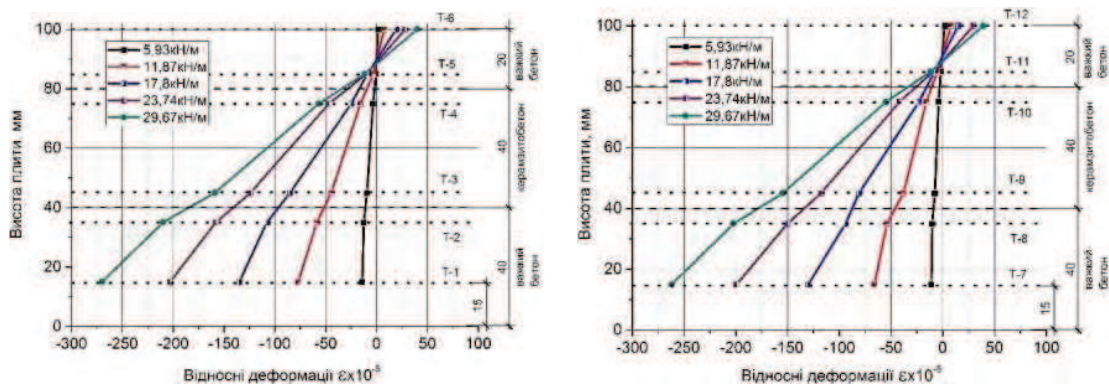 Висота плити, мм
100
80
60
40
20
0
-300
-250
-200
-150
-100
-50
0
50
100
Відносні деформації εx10⁻⁵
5,93кН/м
11,87кН/м
17,8кН/м
23,74кН/м
29,67кН/м
Т-6
Т-5
Т-4
Т-3
Т-2
Т-1
20
важкий
бетон
40
керамзитобетон
40
важкий
бетон
15
Висота плити, мм
100
80
60
40
20
0
-300
-250
-200
-150
-100
-50
0
50
100
Відносні деформації εx10⁻⁵
5,93кН/м
11,87кН/м
17,8кН/м
23,74кН/м
29,67кН/м
Т-12
Т-11
Т-10
Т-9
Т-8
Т-7
20
важкий
бетон
40
керамзитобетон
40
важкий
бетон
15